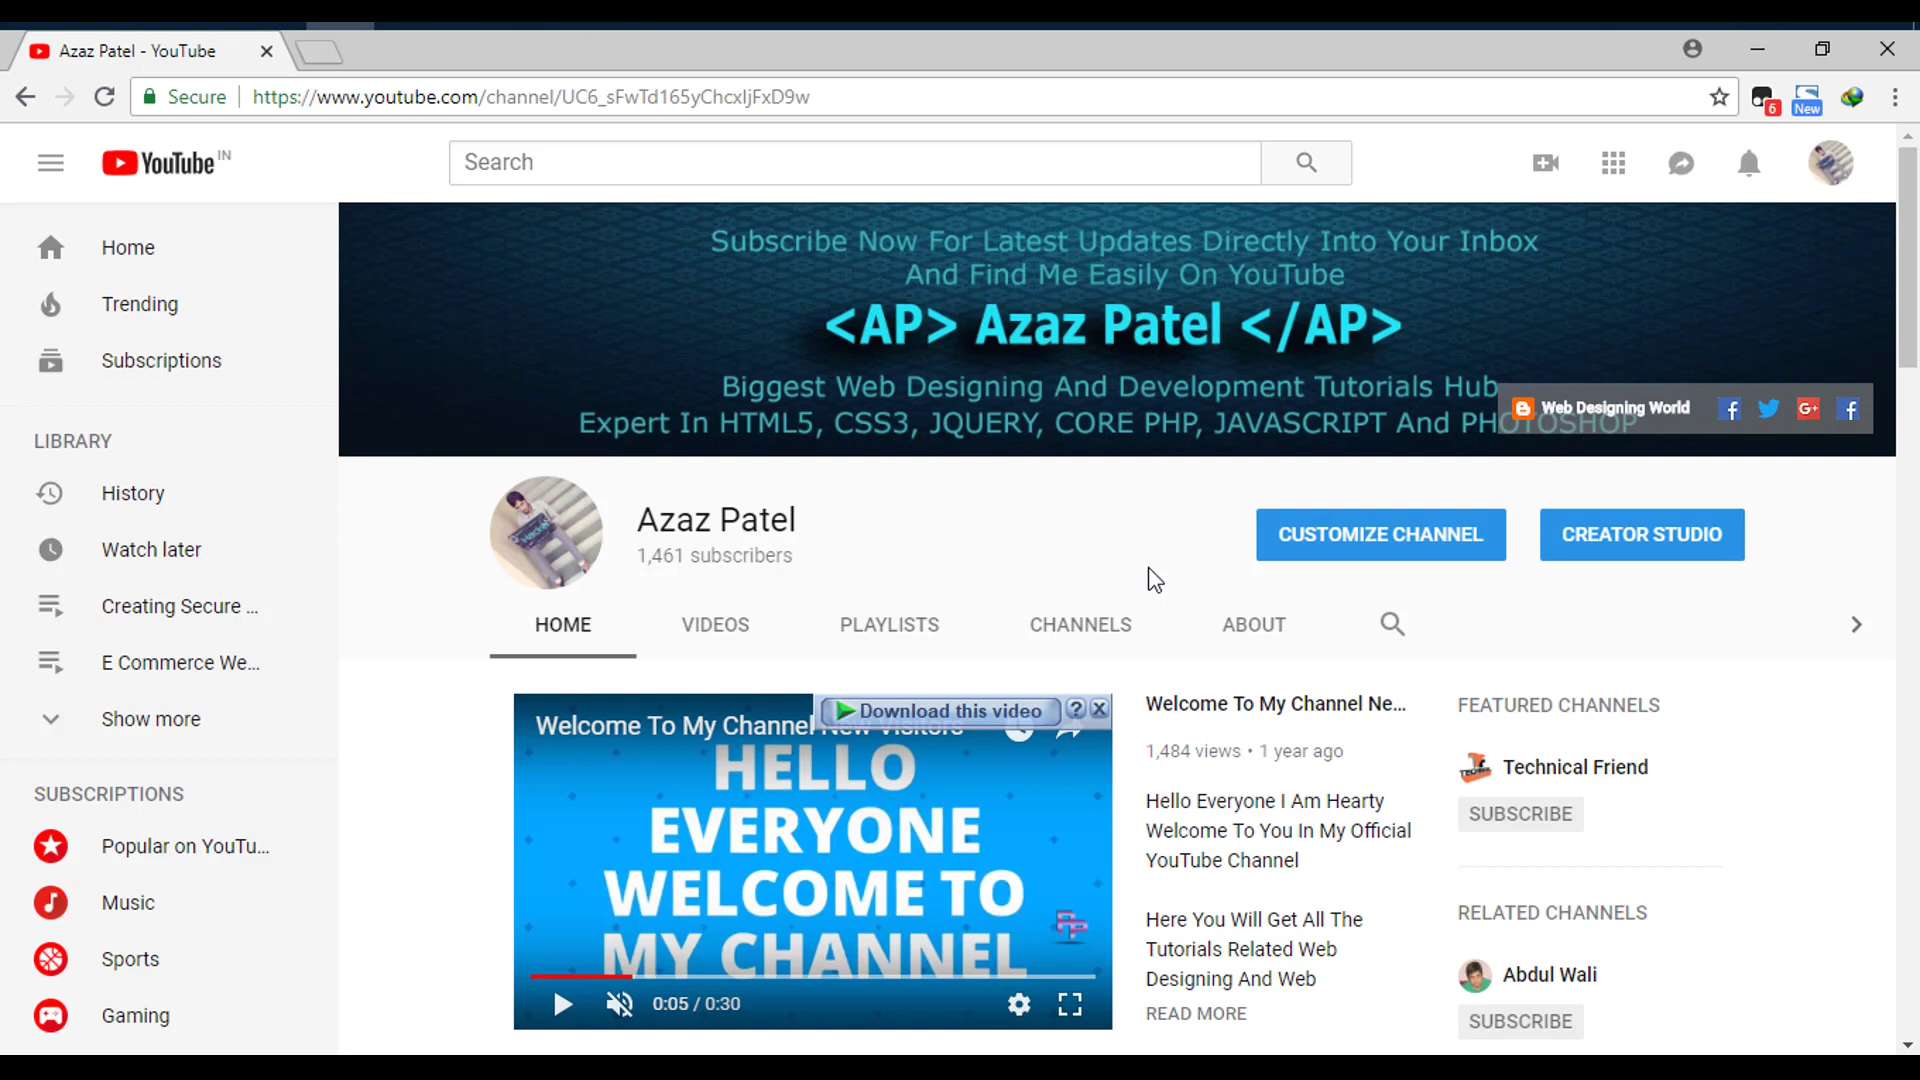 Azaz Patel - YouTube
Secure
https://www.youtube.com/channel/UC6_sFwTd165yChcxIjFxD9w
6
New
YouTube IN
Search
Home
Trending
Subscriptions
LIBRARY
History
Watch later
Creating Secure ...
E Commerce We...
Show more
SUBSCRIPTIONS
Popular on YouTu...
Music
Sports
Gaming
Subscribe Now For Latest Updates Directly Into Your Inbox
And Find Me Easily On YouTube
<AP> Azaz Patel </AP>
Biggest Web Designing And Development Tutorials Hub
Expert In HTML5, CSS3, JQUERY, CORE PHP, JAVASCRIPT And PHOTOSHOP
Web Designing World
Azaz Patel
1,461 subscribers
CUSTOMIZE CHANNEL
CREATOR STUDIO
HOME
VIDEOS
PLAYLISTS
CHANNELS
ABOUT
Welcome To My Channel New Visitors
Download this video
HELLO
EVERYONE
WELCOME TO
MY CHANNEL
0:05 / 0:30
Welcome To My Channel Ne...
1,484 views • 1 year ago
Hello Everyone I Am Hearty
Welcome To You In My Official
YouTube Channel
Here You Will Get All The
Tutorials Related Web
Designing And Web
READ MORE
FEATURED CHANNELS
Technical Friend
SUBSCRIBE
RELATED CHANNELS
Abdul Wali
SUBSCRIBE